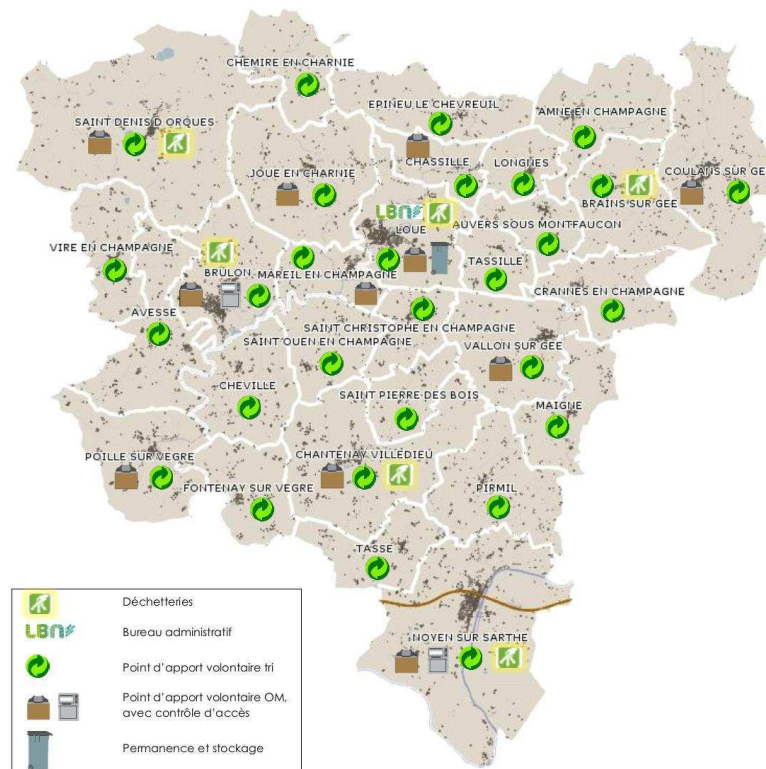 CHEMIRE EN CHARNIE
EPINEU LE CHEVREUIL
AMNE EN CHAMPAGNE
SAINT DENIS D ORQUES
CHASSILLE
LONGNES
COULANS SUR GE
JOUE EN CHARNIE
BRAINS SUR GEE
LBN
LOUE
AUVERS SOUS MONTFAUCON
VIRE EN CHAMPAGNE
BRULON
MAREIL EN CHAMPAGNE
TASSILLE
CRANNES EN CHAMPAGNE
AVESSE
SAINT CHRISTOPHE EN CHAMPAGNE
SAINT OUEN EN CHAMPAGNE
VALLON SUR GEE
CHEVILLE
SAINT PIERRE DES BOIS
MAIGNE
POILLE SUR VEGRE
CHANTENAY VILLEDIEU
FONTENAY SUR VEGRE
PIRMIL
TASSE
NOYEN SUR SARTHE
Déchetteries
LBN
Bureau administratif
Point d'apport volontaire tri
Point d'apport volontaire OM,
avec contrôle d'accès
Permanence et stockage